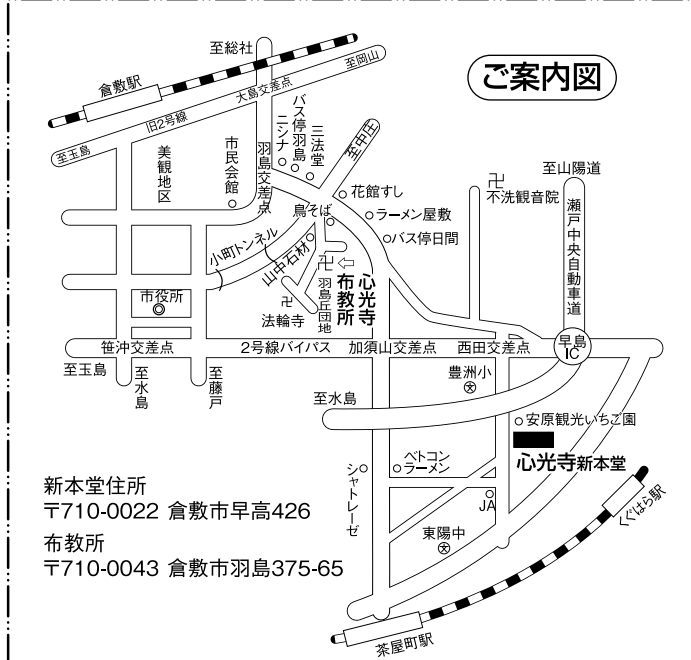 ご案内図
至総社
至岡山
倉敷駅
大島交差点
旧2号線
至玉島
美観地区
市民会館
羽島交差点
ニシナ
バス停羽島
三法堂
至中庄
花館すし
ラーメン屋敷
バス停日間
鳥そば
小町トンネル
山中石材
卍
不洗観音院
至山陽道
瀬戸中央自動車道
卍
心光寺
布教所
羽島丘団地
卍
法輪寺
市役所
笹沖交差点
2号線バイパス
加須山交差点
西田交差点
早島
IC
至玉島
至水島
至藤戸
豊洲小
至水島
安原観光いちご園
心光寺新本堂
シャトレーゼ
ベトコン
ラーメン
JA
東陽中
くぐはら駅
茶屋町駅
新本堂住所
〒710-0022 倉敷市早高426
布教所
〒710-0043 倉敷市羽島375-65